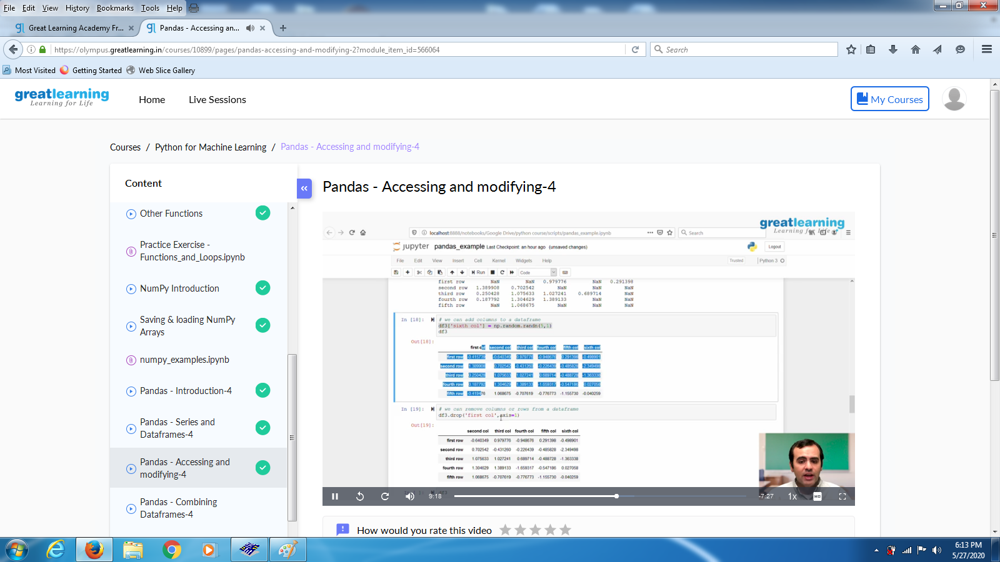 File Edit View History Bookmarks Tools Help
Great Learning Academy Fr...
Pandas - Accessing an...
https://olympus.greatlearning.in/courses/10899/pages/pandas-accessing-and-modifying-2?module_item_id=566064
Search
Most Visited Getting Started Web Slice Gallery
greatlearning
Learning for Life
Home Live Sessions
My Courses
Courses / Python for Machine Learning / Pandas - Accessing and modifying-4
Content
Other Functions
Practice Exercise -
Functions_and_Loops.ipynb
NumPy Introduction
Saving & loading NumPy
Arrays
numpy_examples.ipynb
Pandas - Introduction-4
Pandas - Series and
Dataframes-4
Pandas - Accessing and
modifying-4
Pandas - Combining
Dataframes-4
Pandas - Accessing and modifying-4
greatlearning
Learning for Life
localhost:8888/notebooks/Google Drive/python course/scripts/pandas_example.ipynb
Search
jupyter pandas_example Last Checkpoint: an hour ago (unsaved changes)
Logout
File Edit View Insert Cell Kernel Widgets Help
Trusted Python 3
Run Code
first row NaN NaN 0.979776 NaN 0.291398
second row 1.389908 0.702542 NaN NaN NaN
third row 0.250428 1.075633 1.027241 0.689714 NaN
fourth row 0.187792 1.304629 1.389133 NaN NaN
fifth row NaN 1.068675 NaN NaN NaN
In [18]: # we can add columns to a dataframe
df3['sixth col'] = np.random.randn(5,1)
df3
Out[18]:
first col second col third col fourth col fifth col sixth col
first row -0.415739 -0.640349 0.979776 -0.948676 0.291398 -0.498901
second row 1.389908 0.702542 -0.431260 -0.226439 -0.485828 -2.349498
third row 0.250428 1.075633 1.027241 0.689714 -0.488728 -1.363338
fourth row 0.187792 1.304629 1.389133 -1.659317 -0.547186 0.027058
fifth row -0.419476 1.068675 -0.707619 -0.776773 -1.155730 -0.040259
In [19]: # we can remove columns or rows from a dataframe
df3.drop('first col',axis=1)
Out[19]:
second col third col fourth col fifth col sixth col
first row -0.640349 0.979776 -0.948676 0.291398 -0.498901
second row 0.702542 -0.431260 -0.226439 -0.485828 -2.349498
third row 1.075633 1.027241 0.689714 -0.488728 -1.363338
fourth row 1.304629 1.389133 -1.659317 -0.547186 0.027058
fifth row 1.068675 -0.707619 -0.776773 -1.155730 -0.040259
9:18 -7:27 1x HD
How would you rate this video
6:13 PM
5/27/2020